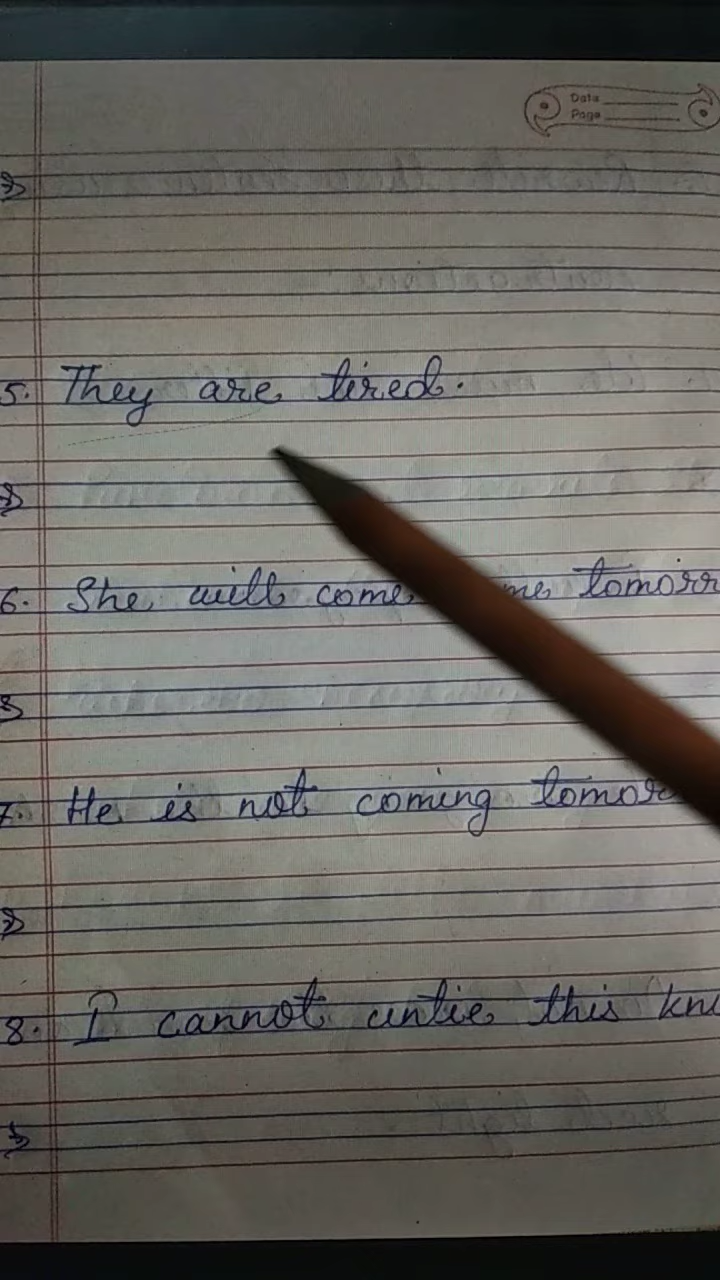 Data
Page
5. They are tired.
6. She will come tomorr
7. He is not coming tomor
8. I cannot untie this kn